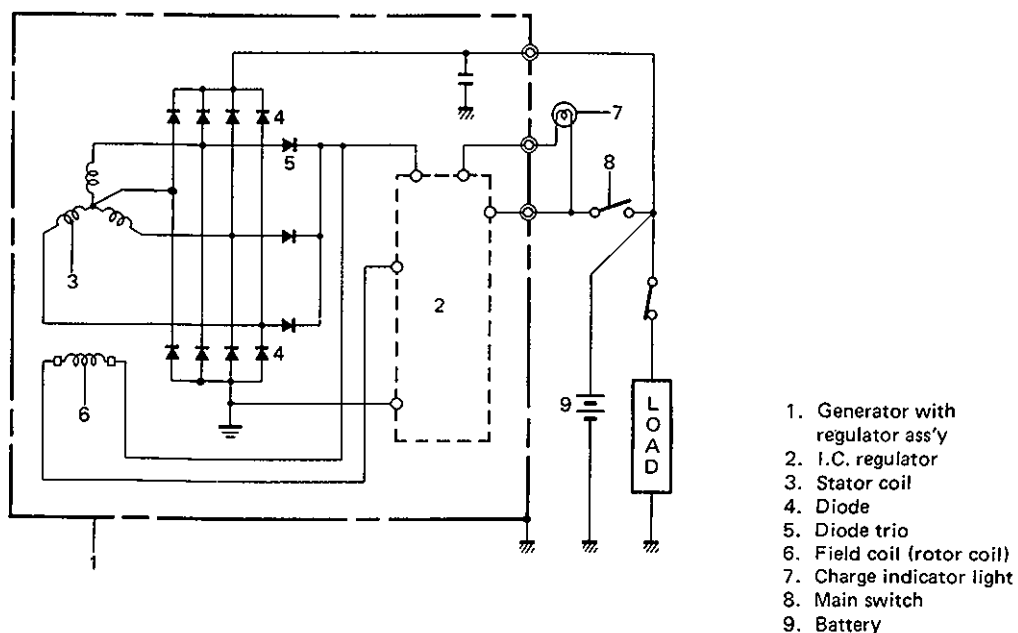 4
5
7
8
3
2
4
6
9
L
O
A
D
1
1. Generator with
regulator ass'y
2. I.C. regulator
3. Stator coil
4. Diode
5. Diode trio
6. Field coil (rotor coil)
7. Charge indicator light
8. Main switch
9. Battery